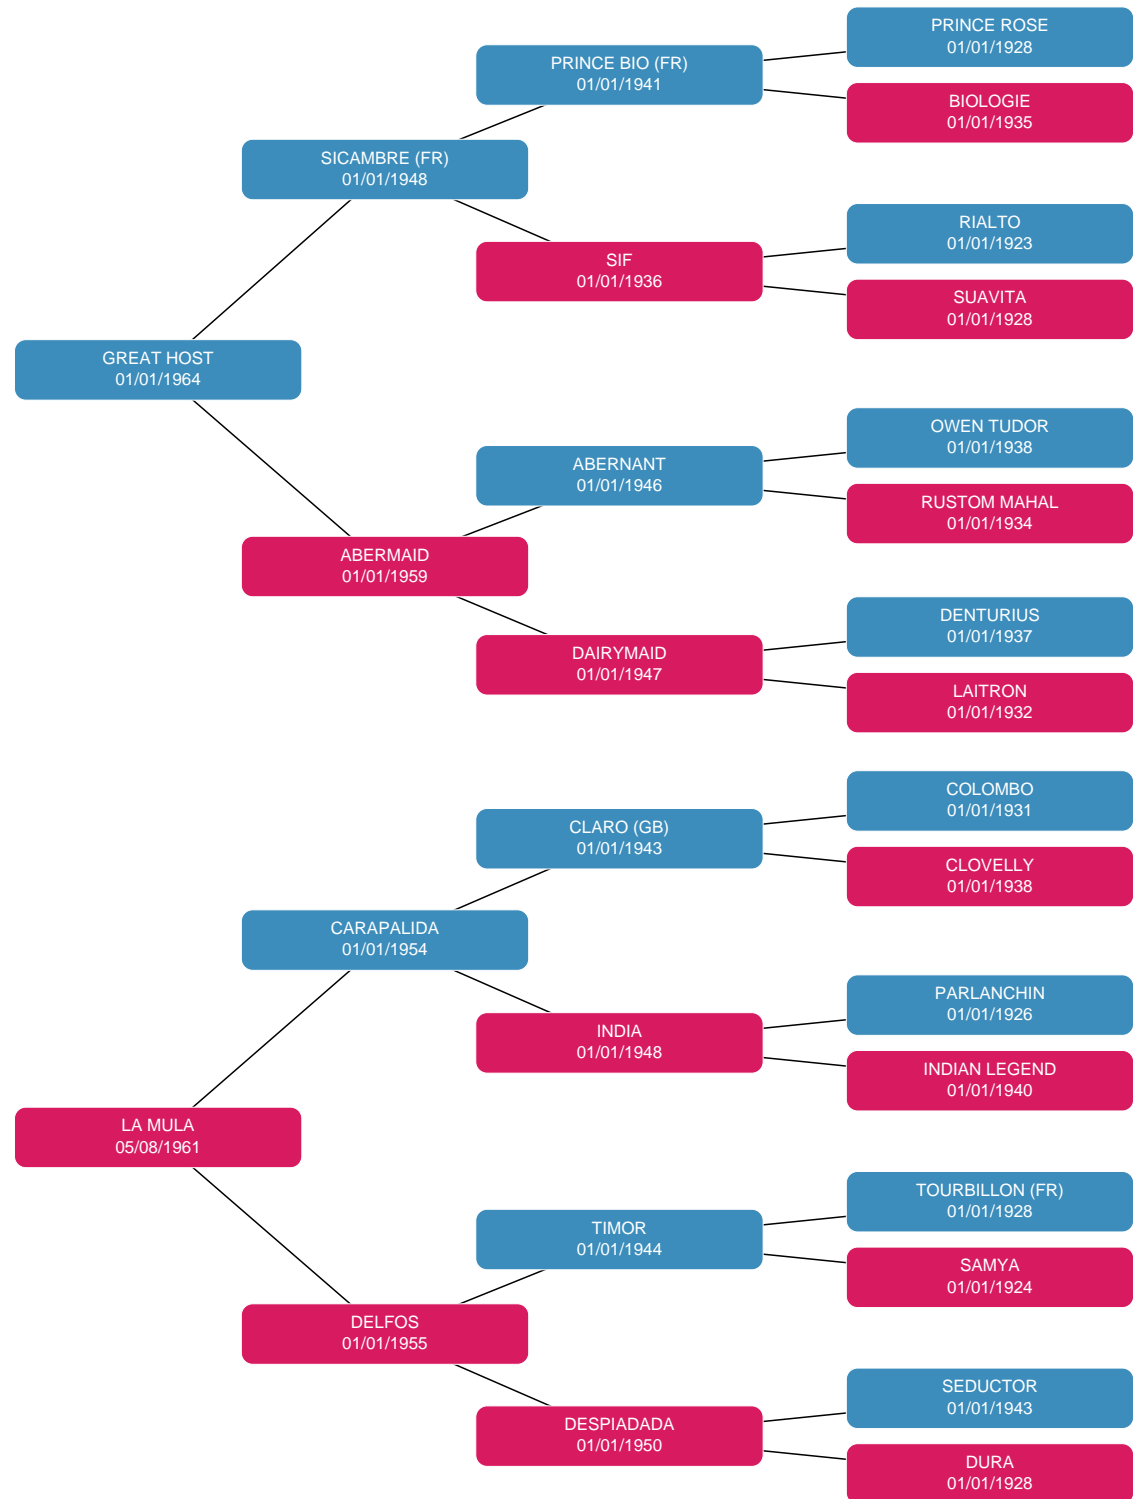 PRINCE ROSE
01/01/1928
PRINCE BIO (FR)
01/01/1941
BIOLOGIE
01/01/1935
SICAMBRE (FR)
01/01/1948
RIALTO
01/01/1923
SIF
01/01/1936
SUAVITA
01/01/1928
GREAT HOST
01/01/1964
OWEN TUDOR
01/01/1938
ABERNANT
01/01/1946
RUSTOM MAHAL
01/01/1934
ABERMAID
01/01/1959
DENTURIUS
01/01/1937
DAIRYMAID
01/01/1947
LAITRON
01/01/1932
COLOMBO
01/01/1931
CLARO (GB)
01/01/1943
CLOVELLY
01/01/1938
CARAPALIDA
01/01/1954
PARLANCHIN
01/01/1926
INDIA
01/01/1948
INDIAN LEGEND
01/01/1940
LA MULA
05/08/1961
TOURBILLON (FR)
01/01/1928
TIMOR
01/01/1944
SAMYA
01/01/1924
DELFOS
01/01/1955
SEDUCTOR
01/01/1943
DESPIADADA
01/01/1950
DURA
01/01/1928